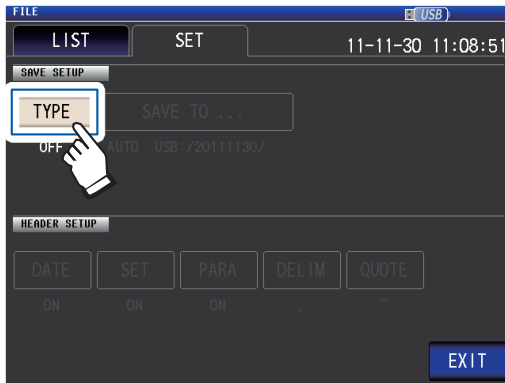 FILE USB
LIST SET 11-11-30 11:08:51
SAVE SETUP
TYPE SAVE TO ...
OFF AUTO USB:/20111130/
HEADER SETUP
DATE SET PARA DELIM QUOTE
ON ON ON , ~
EXIT